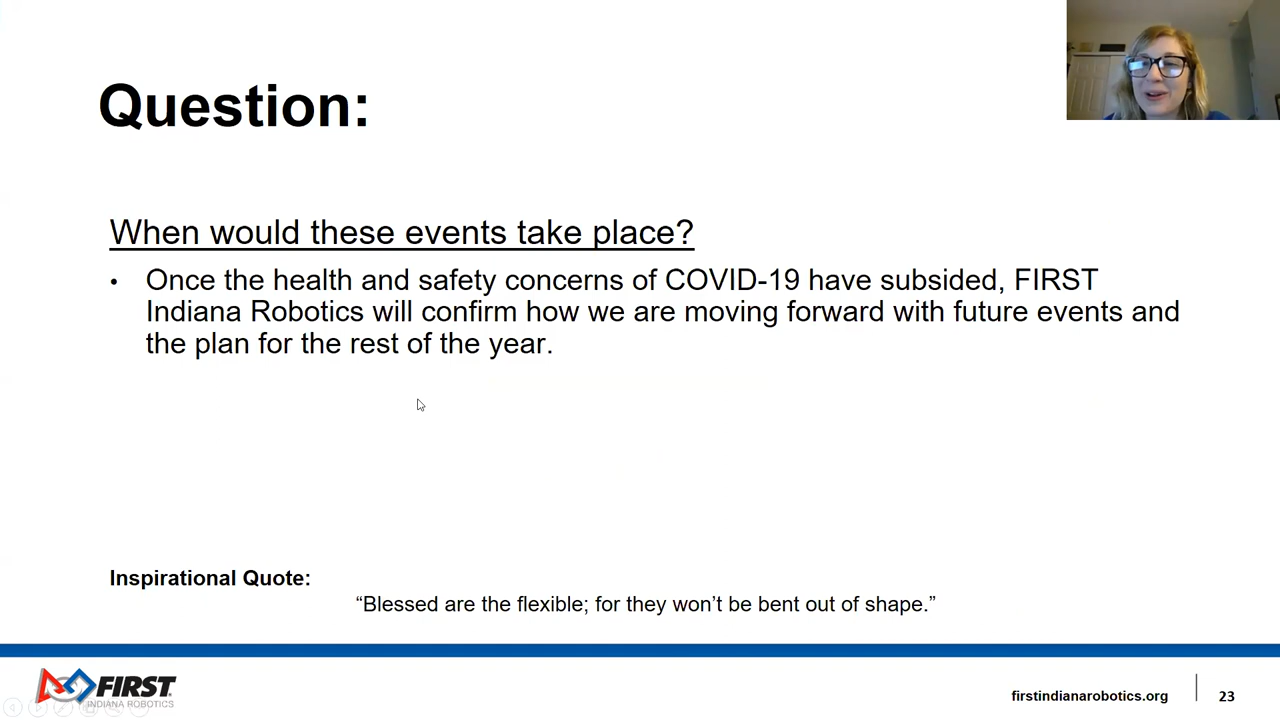 Question:
When would these events take place?
• Once the health and safety concerns of COVID-19 have subsided, FIRST
Indiana Robotics will confirm how we are moving forward with future events and
the plan for the rest of the year.
Inspirational Quote:
“Blessed are the flexible; for they won’t be bent out of shape.”
FIRST
INDIANA ROBOTICS
firstindianarobotics.org
23